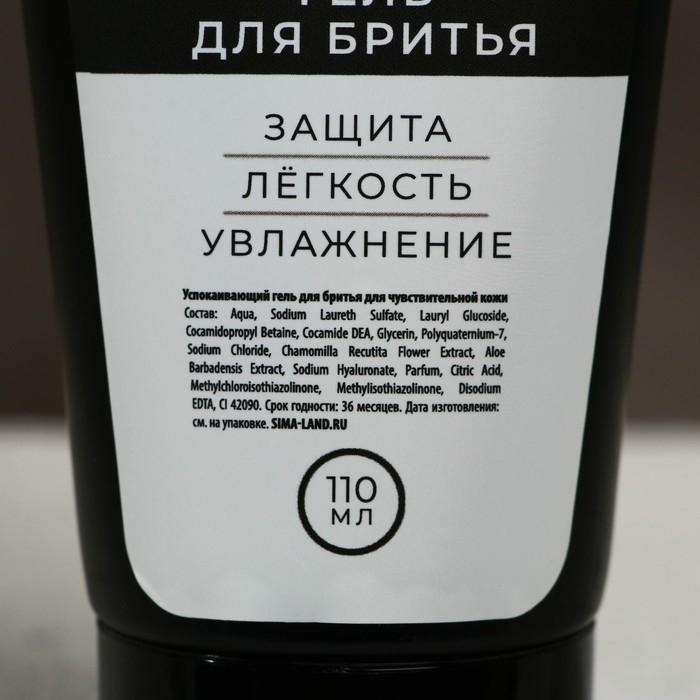 ГЕЛЬ
ДЛЯ БРИТЬЯ
ЗАЩИТА
ЛЁГКОСТЬ
УВЛАЖНЕНИЕ
Успокаивающий гель для бритья для чувствительной кожи
Состав: Aqua, Sodium Laureth Sulfate, Lauryl Glucoside,
Cocamidopropyl Betaine, Cocamide DEA, Glycerin, Polyquaternium-7,
Sodium Chloride, Chamomilla Recutita Flower Extract, Aloe
Barbadensis Extract, Sodium Hyaluronate, Parfum, Citric Acid,
Methylchloroisothiazolinone, Methylisothiazolinone, Disodium
EDTA, CI 42090. Срок годности: 36 месяцев. Дата изготовления:
см. на упаковке. SIMA-LAND.RU
110
МЛ